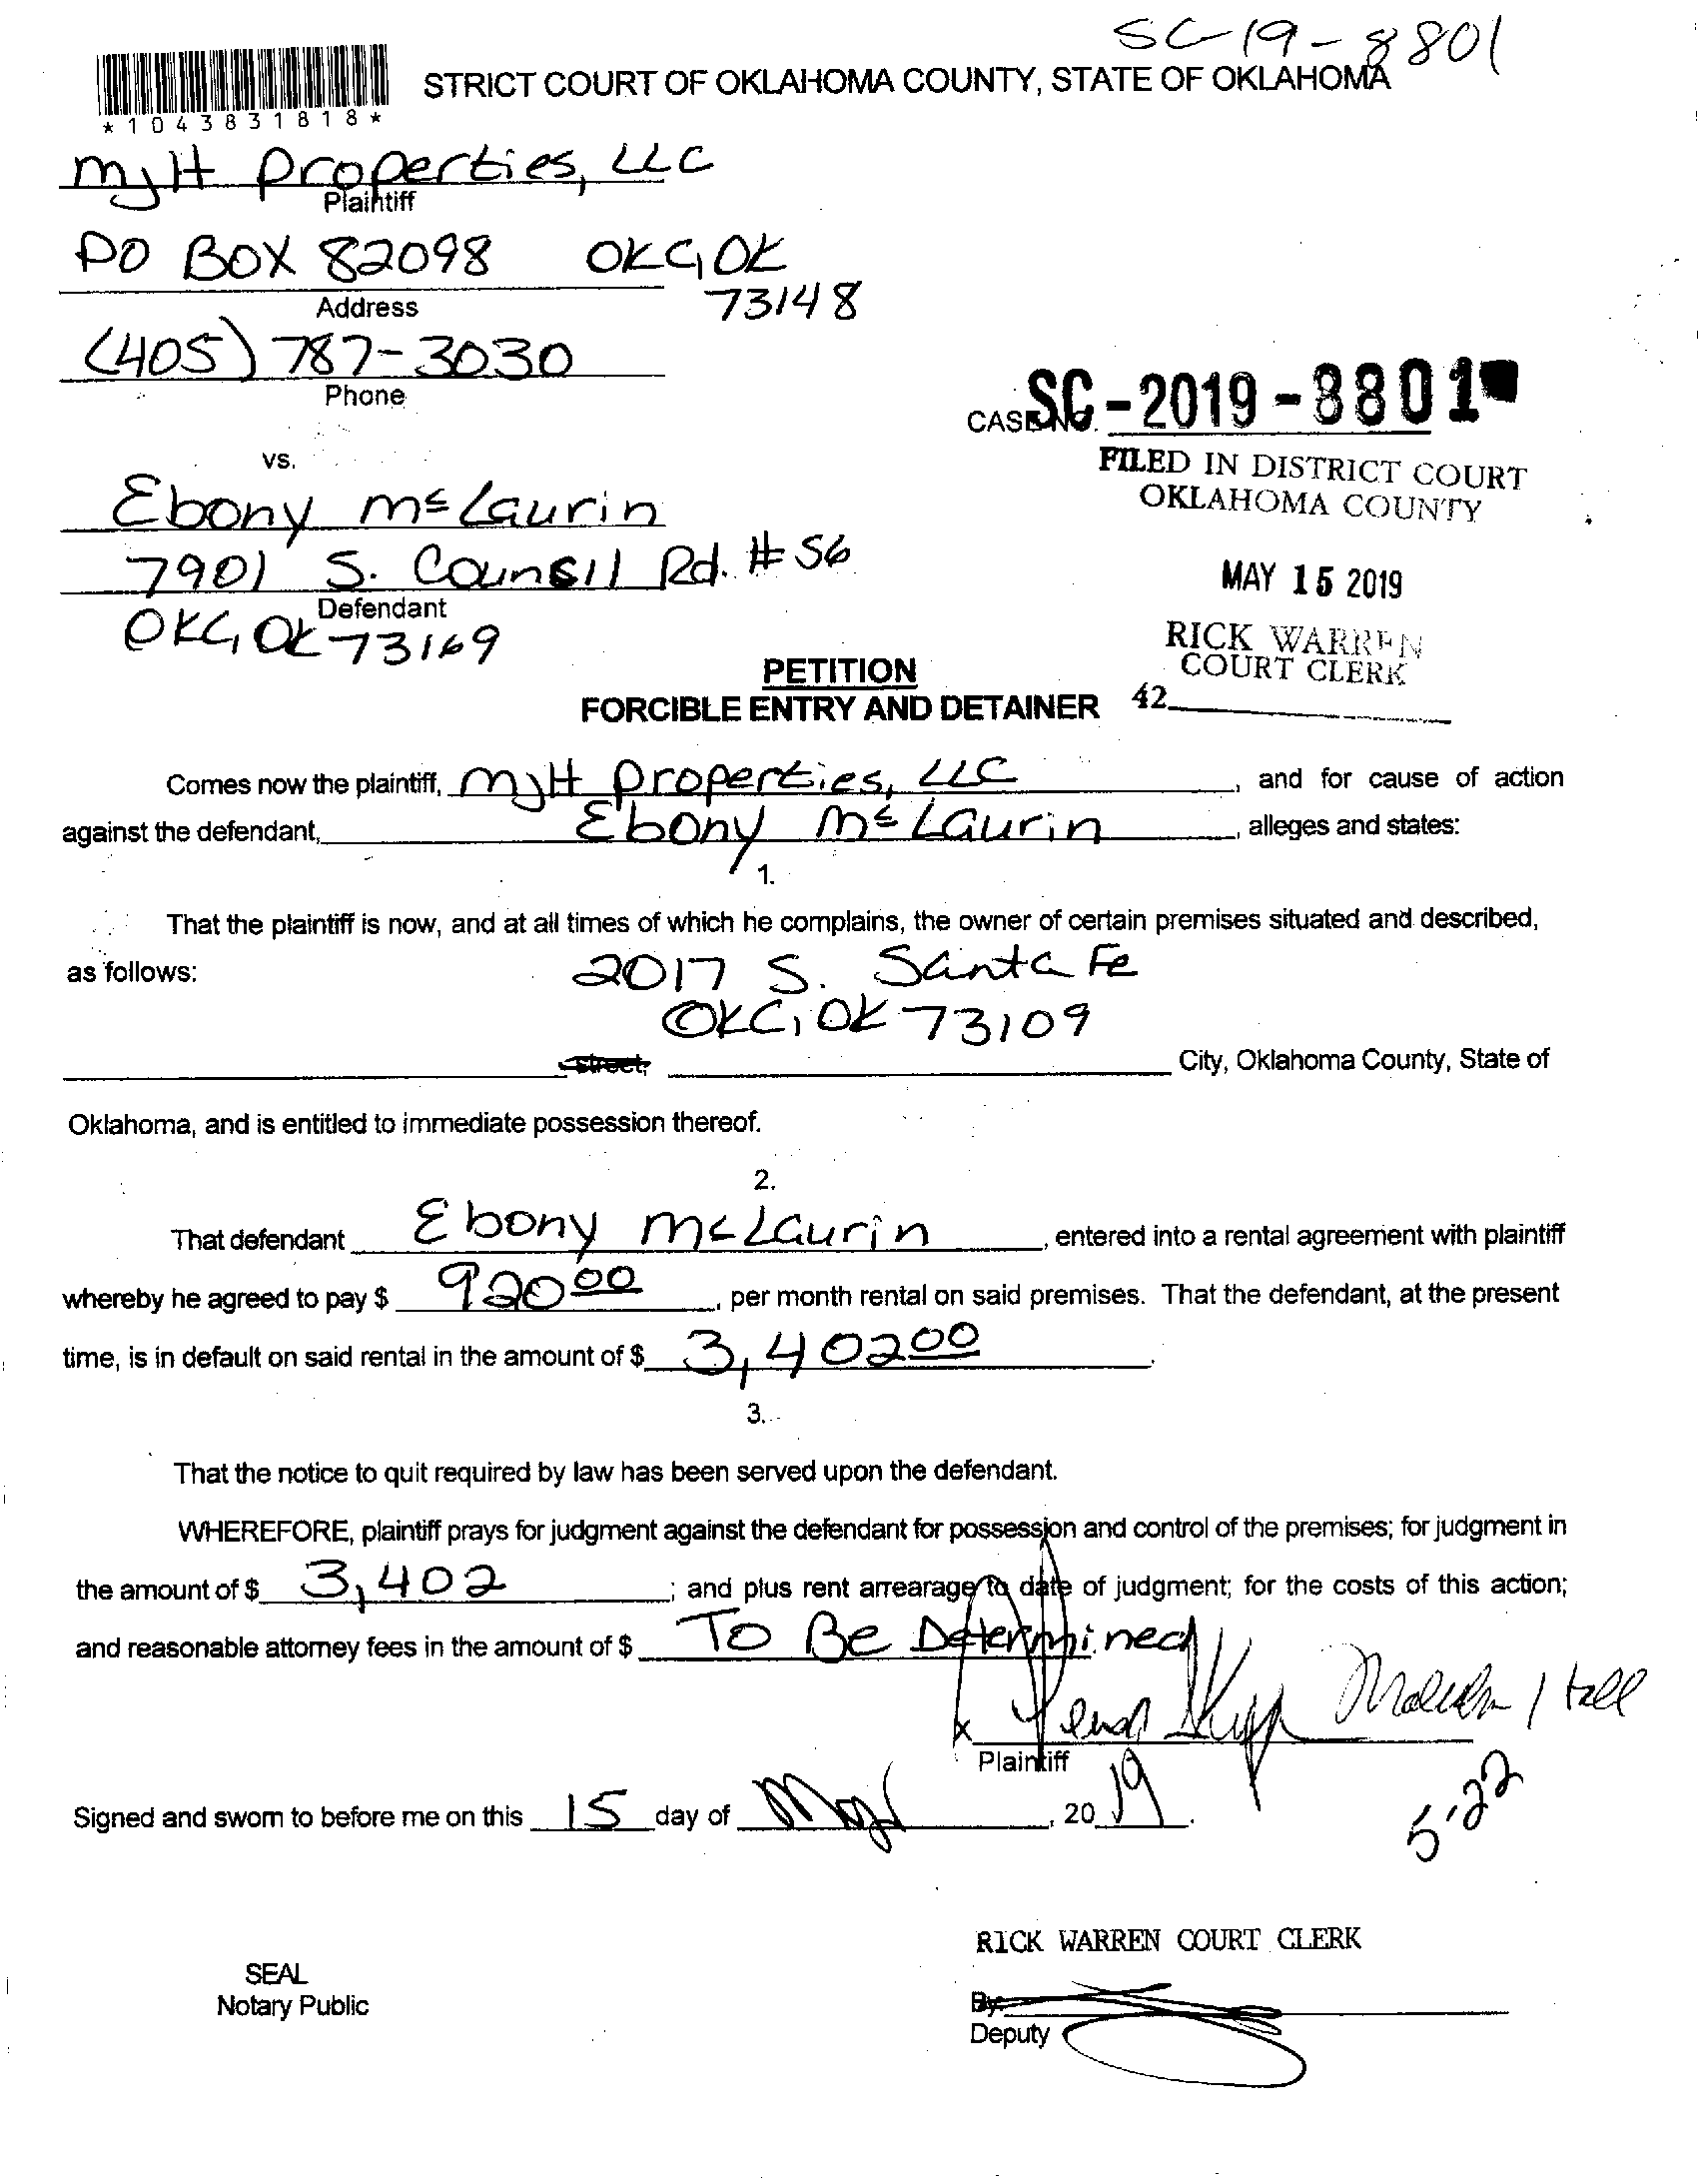 SC-19-8801
STRICT COURT OF OKLAHOMA COUNTY, STATE OF OKLAHOMA
*1043831818*
MJH Properties, LLC
Plaintiff
PO BOX 82098 OKC, OK
73148
Address
(405) 787-3030
Phone
CASE NO. SC-2019-8801
FILED IN DISTRICT COURT
OKLAHOMA COUNTY
vs.
Ebony McLaurin
7901 S. Counsil Rd. #56
Defendant
OKC, OK 73169
MAY 15 2019
RICK WARREN
COURT CLERK
42
PETITION
FORCIBLE ENTRY AND DETAINER
Comes now the plaintiff, MJH Properties, LLC, and for cause of action
against the defendant, Ebony McLaurin, alleges and states:
1.
That the plaintiff is now, and at all times of which he complains, the owner of certain premises situated and described,
as follows: 2017 S. Santa Fe
OKC, OK 73109
street, City, Oklahoma County, State of
Oklahoma, and is entitled to immediate possession thereof.
2.
That defendant Ebony McLaurin, entered into a rental agreement with plaintiff
whereby he agreed to pay $ 920 00, per month rental on said premises. That the defendant, at the present
time, is in default on said rental in the amount of $ 3,402 00.
3.
That the notice to quit required by law has been served upon the defendant.
WHEREFORE, plaintiff prays for judgment against the defendant for possession and control of the premises; for judgment in
the amount of $ 3,402; and plus rent arrearage to date of judgment; for the costs of this action;
and reasonable attorney fees in the amount of $ To Be Determined
x
Plaintiff
Signed and sworn to before me on this 15 day of May, 20 19.
5-22
RICK WARREN COURT CLERK
SEAL
Notary Public
By:
Deputy